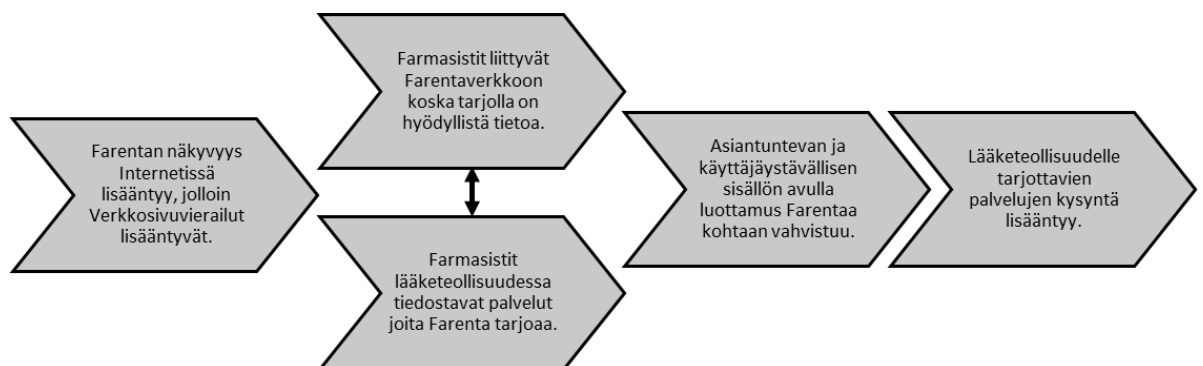 Farentan näkyvyys
Internetissä
lisääntyy, jolloin
Verkkosivuvierailut
lisääntyvät.
Farmasistit liittyvät
Farentaverkkoon
koska tarjolla on
hyödyllistä tietoa.
Farmasistit
lääketeollisuudessa
tiedostavat palvelut
joita Farenta tarjoaa.
Asiantuntevan ja
käyttäjäystävällisen
sisällön avulla
luottamus Farentaa
kohtaan vahvistuu.
Lääketeollisuudelle
tarjottavien
palvelujen kysyntä
lisääntyy.